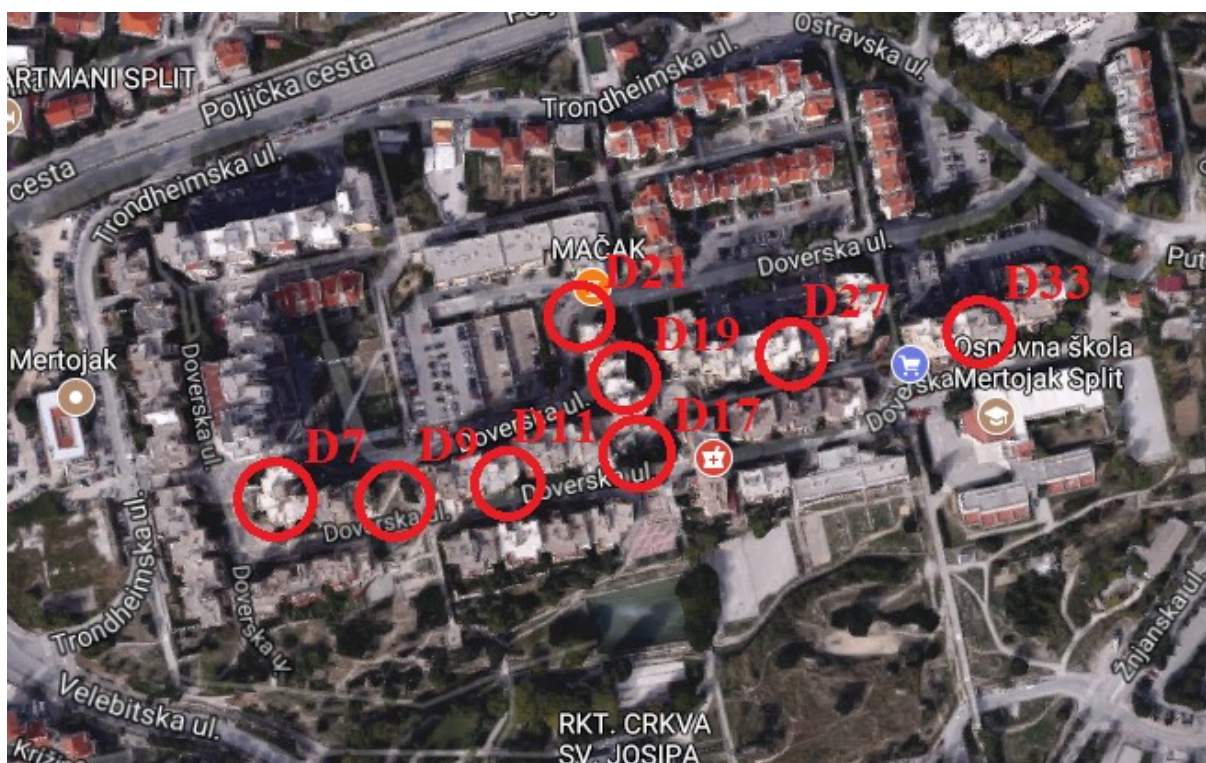 Poljička cesta
ARTMANI SPLIT
Poljička cesta
cesta
Trondheimska ul.
Trondheimska ul.
Ostravska ul.
MAČAK
Doverska ul.
Put
D21
D27
D33
D19
Mertojak
Doverska ul.
Osnovna škola
Mertojak Split
Doverska
Doverska ul.
D7
D9
D11
D17
Doverska ul.
Doverska ul.
Doverska
Trondheimska ul.
Velebitska ul.
Žnjanska ul.
RKT. CRKVA
SV. JOSIPA